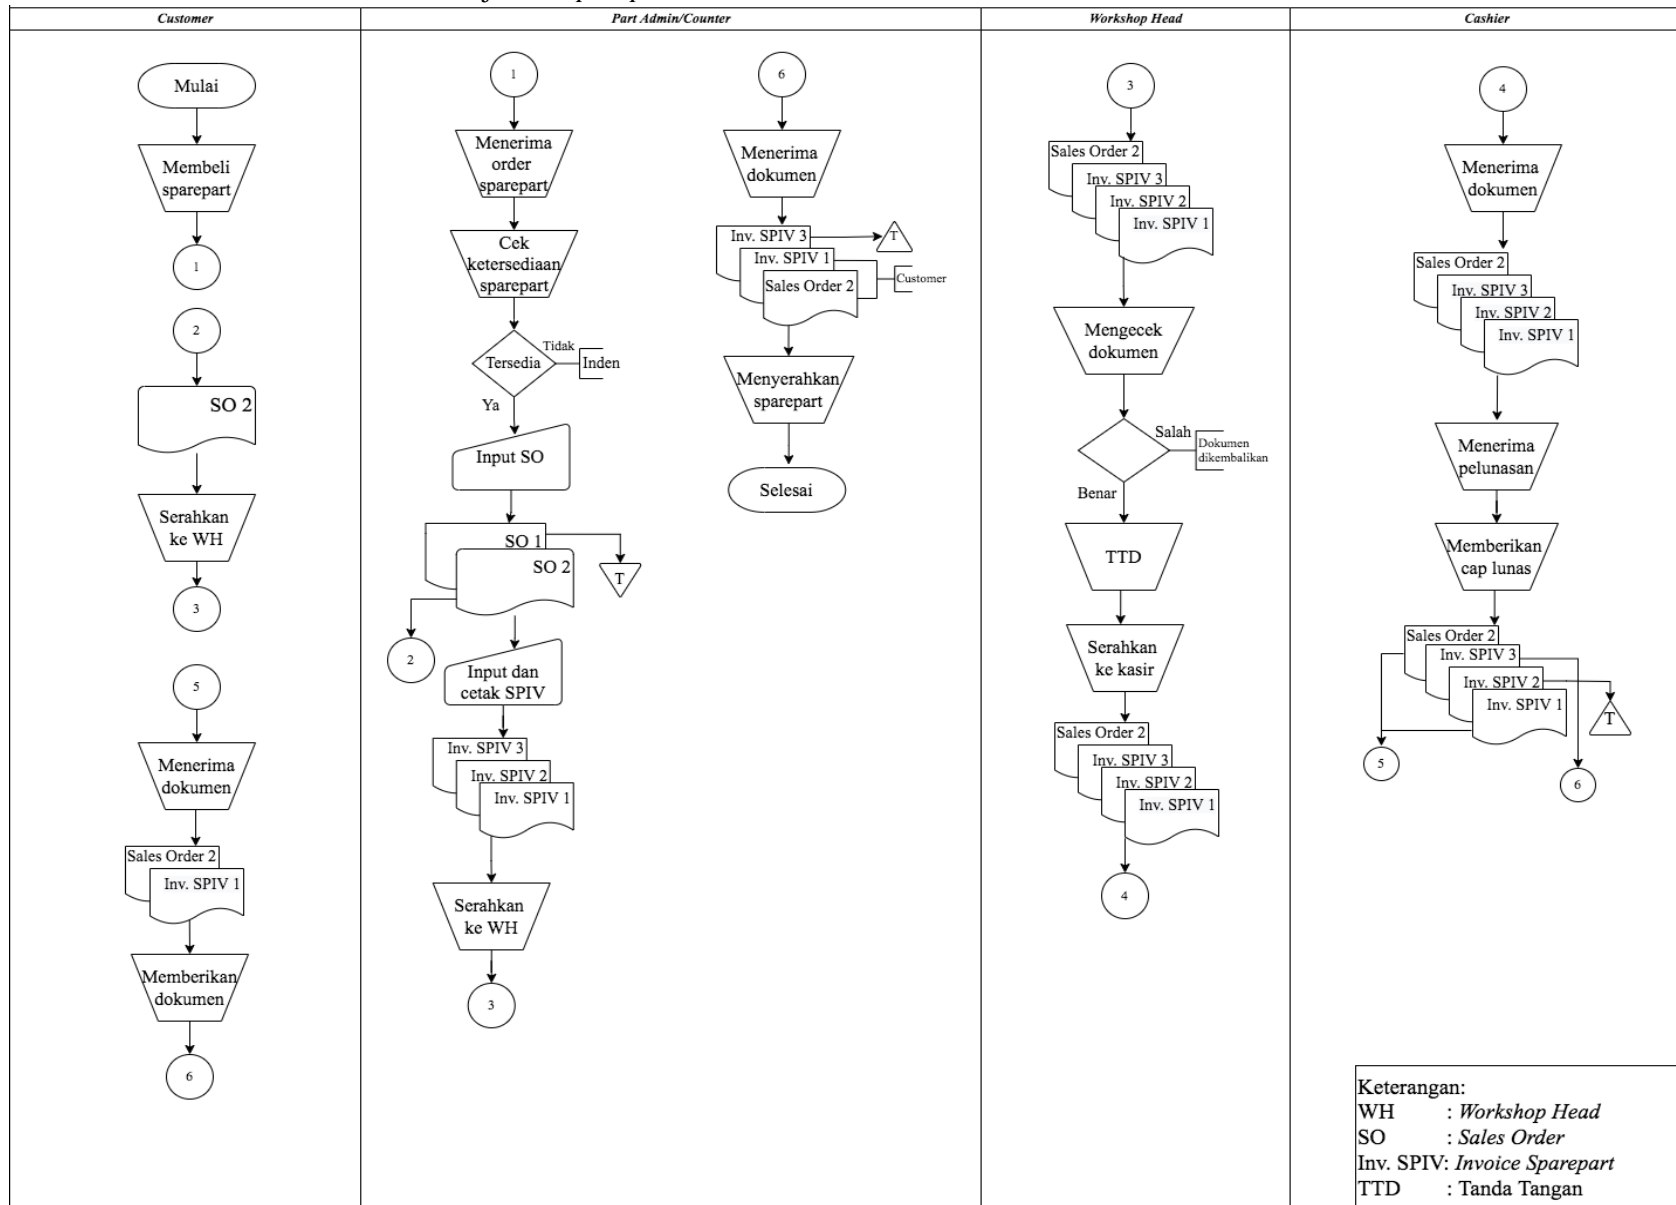 Customer
Part Admin/Counter
Workshop Head
Cashier
Mulai
Membeli
sparepart
1
2
SO 2
Serahkan
ke WH
3
5
Menerima
dokumen
Sales Order 2
Inv. SPIV 1
Memberikan
dokumen
6
1
Menerima
order
sparepart
Cek
ketersediaan
sparepart
Tersedia
Tidak
Inden
Ya
Input SO
SO 1
SO 2
T
2
Input dan
cetak SPIV
Inv. SPIV 3
Inv. SPIV 2
Inv. SPIV 1
Serahkan
ke WH
3
6
Menerima
dokumen
Inv. SPIV 3
T
Inv. SPIV 1
Sales Order 2
Customer
Menyerahkan
sparepart
Selesai
3
Sales Order 2
Inv. SPIV 3
Inv. SPIV 2
Inv. SPIV 1
Mengecek
dokumen
Salah
Dokumen
dikembalikan
Benar
TTD
Serahkan
ke kasir
Sales Order 2
Inv. SPIV 3
Inv. SPIV 2
Inv. SPIV 1
4
4
Menerima
dokumen
Sales Order 2
Inv. SPIV 3
Inv. SPIV 2
Inv. SPIV 1
Menerima
pelunasan
Memberikan
cap lunas
Sales Order 2
Inv. SPIV 3
Inv. SPIV 2
Inv. SPIV 1
T
5
6
Keterangan:
WH : Workshop Head
SO : Sales Order
Inv. SPIV: Invoice Sparepart
TTD : Tanda Tangan